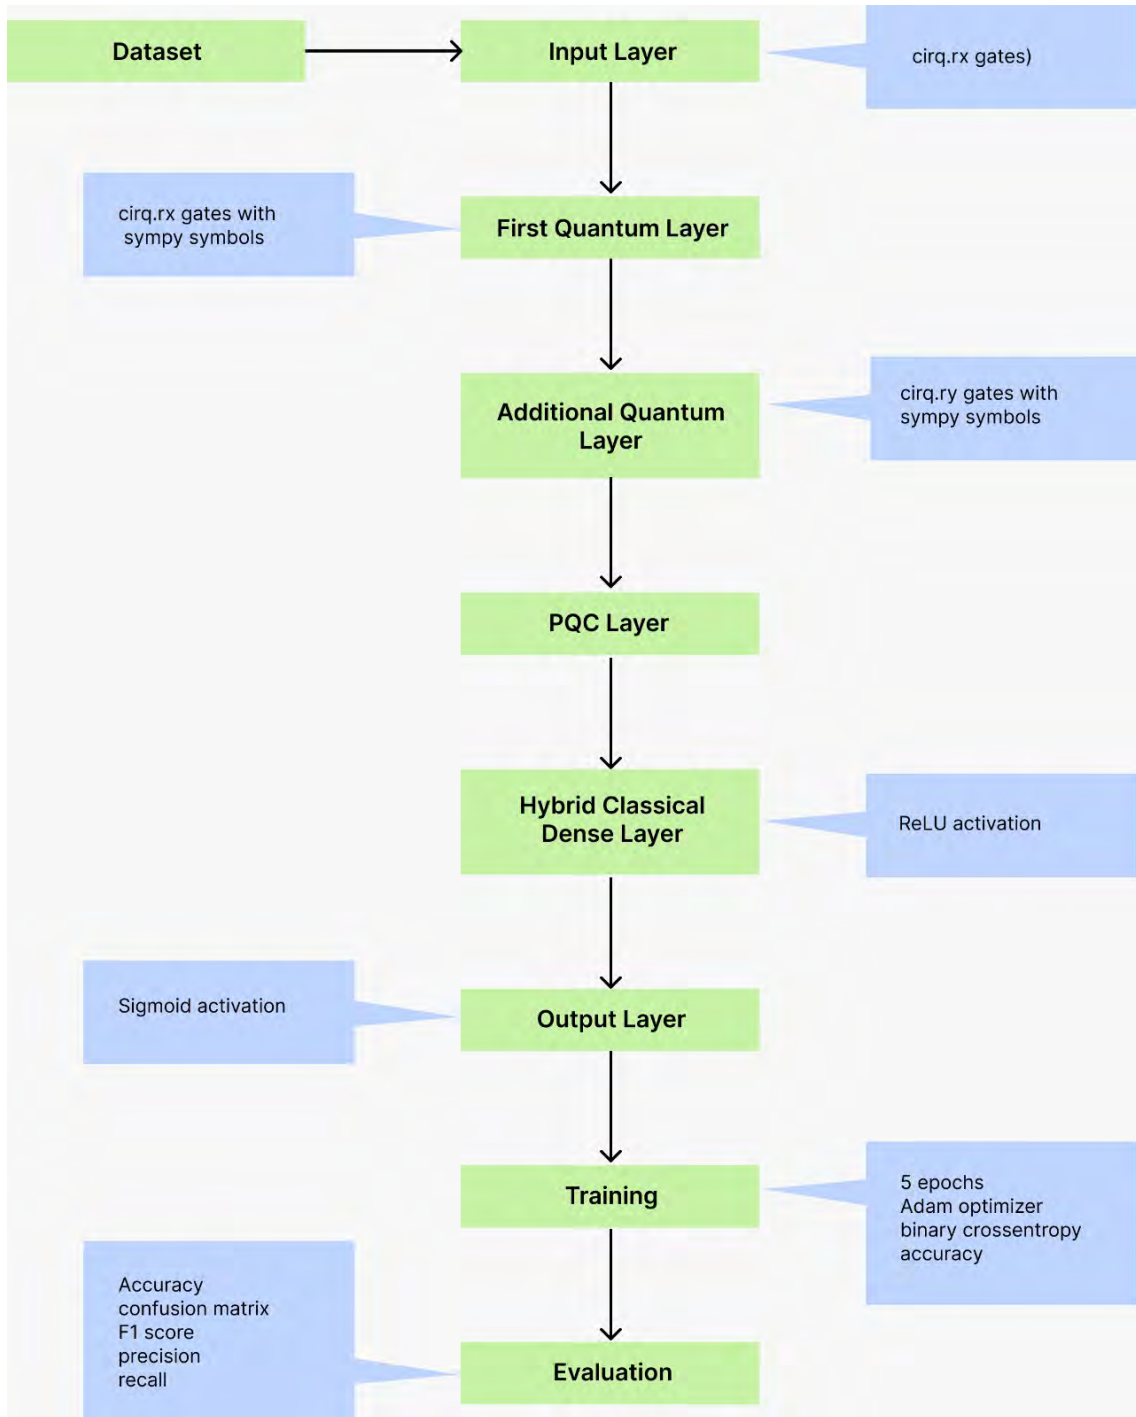 Dataset
Input Layer
cirq.rx gates)
cirq.rx gates with
sympy symbols
First Quantum Layer
Additional Quantum
Layer
cirq.ry gates with
sympy symbols
PQC Layer
Hybrid Classical
Dense Layer
ReLU activation
Sigmoid activation
Output Layer
Training
5 epochs
Adam optimizer
binary crossentropy
accuracy
Accuracy
confusion matrix
F1 score
precision
recall
Evaluation